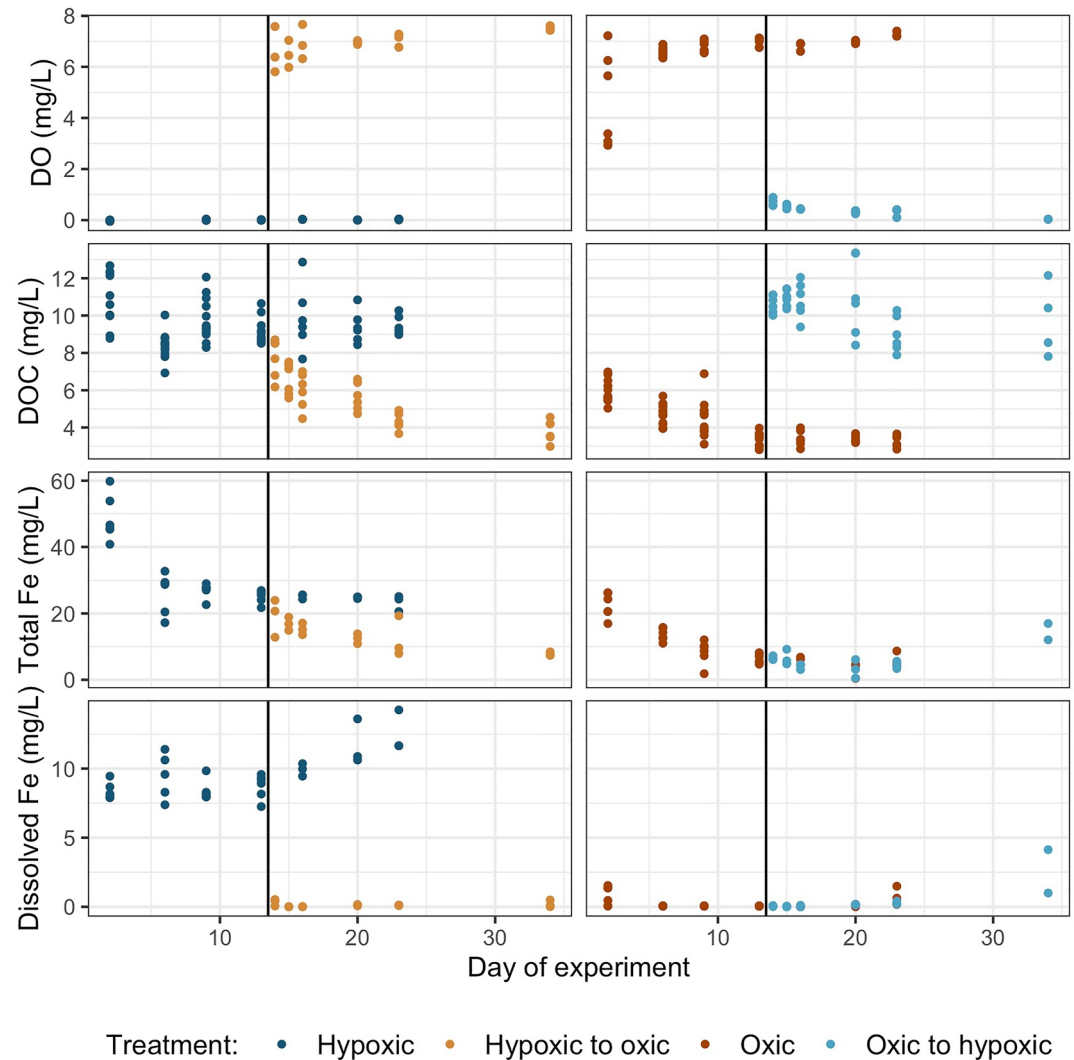 DO (mg/L)
8
6
4
2
0
DOC (mg/L)
12
10
8
6
4
Total Fe (mg/L)
60
40
20
0
Dissolved Fe (mg/L)
10
5
0
10 20 30 10 20 30
Day of experiment
Treatment: Hypoxic Hypoxic to oxic Oxic Oxic to hypoxic